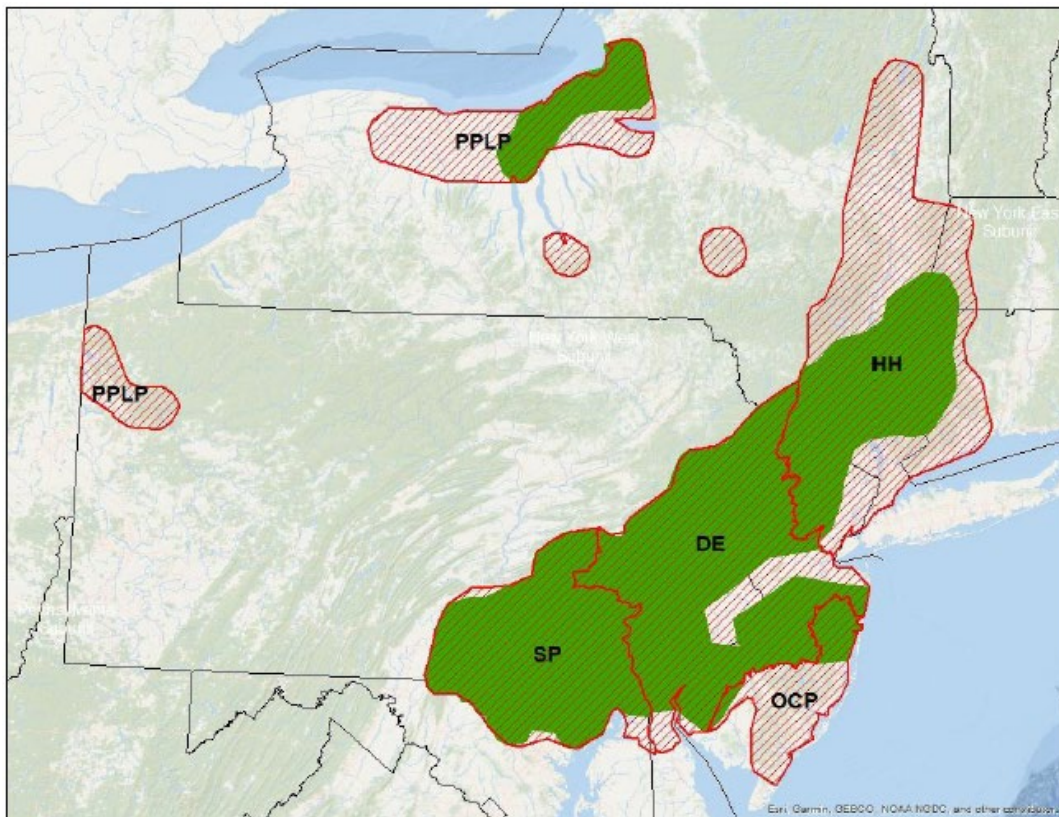 PPLP
New York East
Subunit
New York West
Subunit
HH
PPLP
DE
SP
OCP
Esri, Garmin, GEBCO, NOAA NGDC, and other contributors